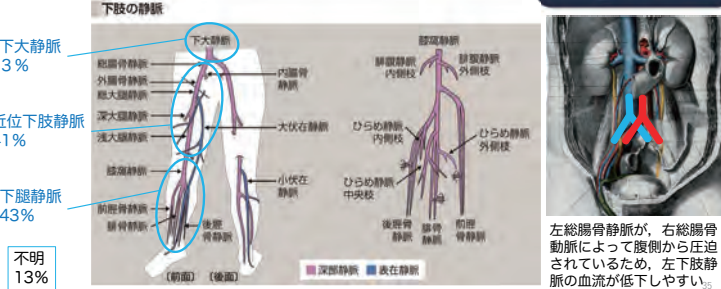 下肢の静脈
下大静脈
3%
近位下肢静脈
41%
下腿静脈
43%
不明
13%
下大静脈
総腸骨静脈
外腸骨静脈
総大腿静脈
深大腿静脈
浅大腿静脈
膝窩静脈
前脛骨静脈
腓骨静脈
内腸骨
静脈
大伏在静脈
小伏在
静脈
後脛
骨静脈
〔前面〕 〔後面〕
膝窩静脈
腓腹静脈
内側枝
腓腹静脈
外側枝
ひらめ静脈
内側枝
ひらめ静脈
外側枝
ひらめ静脈
中央枝
後脛骨
静脈
腓骨
静脈
前脛
骨静脈
深部静脈 表在静脈
左総腸骨静脈が，右総腸骨
動脈によって腹側から圧迫
されているため，左下肢静
脈の血流が低下しやすい
35